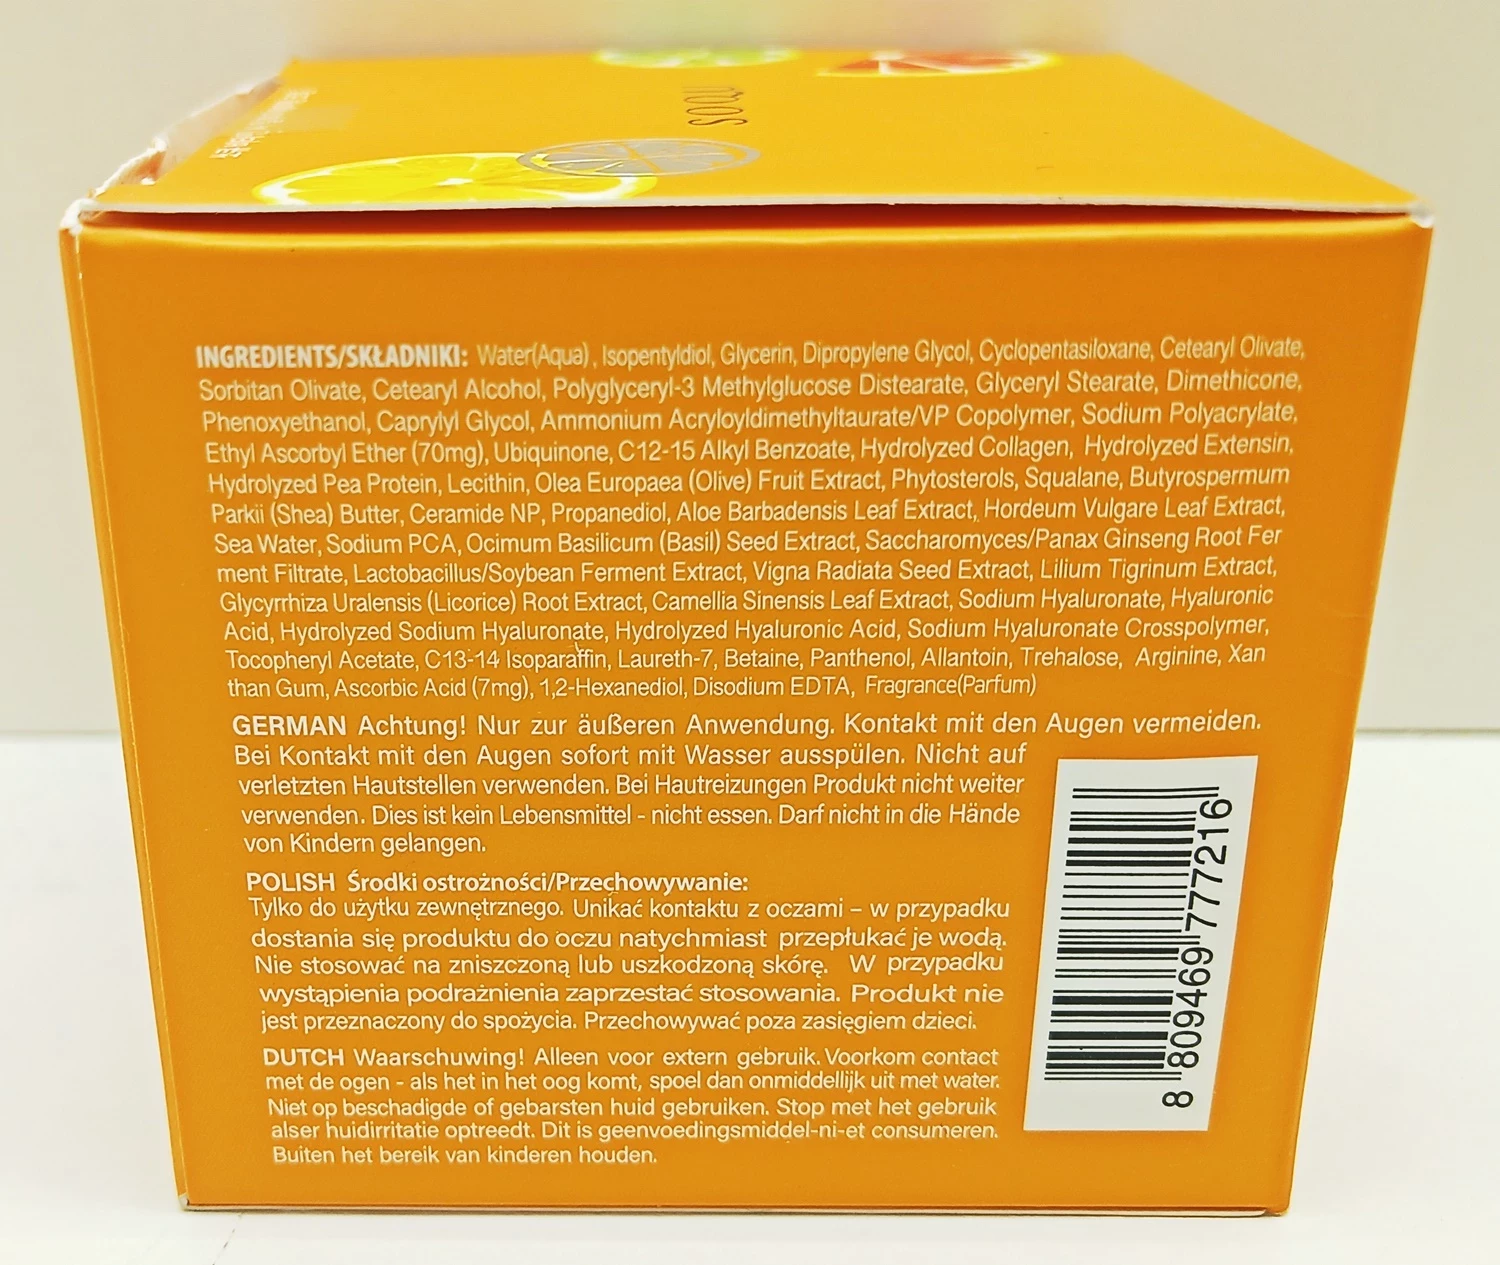 moos
INGREDIENTS/SKŁADNIKI: Water(Aqua), Isopentyldiol, Glycerin, Dipropylene Glycol, Cyclopentasiloxane, Cetearyl Olivate,
Sorbitan Olivate, Cetearyl Alcohol, Polyglyceryl-3 Methylglucose Distearate, Glyceryl Stearate, Dimethicone,
Phenoxyethanol, Caprylyl Glycol, Ammonium Acryloyldimethyltaurate/VP Copolymer, Sodium Polyacrylate,
Ethyl Ascorbyl Ether (70mg), Ubiquinone, C12-15 Alkyl Benzoate, Hydrolyzed Collagen, Hydrolyzed Extensin,
Hydrolyzed Pea Protein, Lecithin, Olea Europaea (Olive) Fruit Extract, Phytosterols, Squalane, Butyrospermum
Parkii (Shea) Butter, Ceramide NP, Propanediol, Aloe Barbadensis Leaf Extract, Hordeum Vulgare Leaf Extract,
Sea Water, Sodium PCA, Ocimum Basilicum (Basil) Seed Extract, Saccharomyces/Panax Ginseng Root Fer
ment Filtrate, Lactobacillus/Soybean Ferment Extract, Vigna Radiata Seed Extract, Lilium Tigrinum Extract,
Glycyrrhiza Uralensis (Licorice) Root Extract, Camellia Sinensis Leaf Extract, Sodium Hyaluronate, Hyaluronic
Acid, Hydrolyzed Sodium Hyaluronate, Hydrolyzed Hyaluronic Acid, Sodium Hyaluronate Crosspolymer,
Tocopheryl Acetate, C13-14 Isoparaffin, Laureth-7, Betaine, Panthenol, Allantoin, Trehalose, Arginine, Xan
than Gum, Ascorbic Acid (7mg), 1,2-Hexanediol, Disodium EDTA, Fragrance(Parfum)
GERMAN Achtung! Nur zur äußeren Anwendung. Kontakt mit den Augen vermeiden.
Bei Kontakt mit den Augen sofort mit Wasser ausspülen. Nicht auf
verletzten Hautstellen verwenden. Bei Hautreizungen Produkt nicht weiter
verwenden. Dies ist kein Lebensmittel - nicht essen. Darf nicht in die Hände
von Kindern gelangen.
POLISH Środki ostrożności/Przechowywanie:
Tylko do użytku zewnętrznego. Unikać kontaktu z oczami – w przypadku
dostania się produktu do oczu natychmiast przepłukać je wodą.
Nie stosować na zniszczoną lub uszkodzoną skórę. W przypadku
wystąpienia podrażnienia zaprzestać stosowania. Produkt nie
jest przeznaczony do spożycia. Przechowywać poza zasięgiem dzieci.
DUTCH Waarschuwing! Alleen voor extern gebruik. Voorkom contact
met de ogen - als het in het oog komt, spoel dan onmiddellijk uit met water.
Niet op beschadigde of gebarsten huid gebruiken. Stop met het gebruik
alser huidirritatie optreedt. Dit is geenvoedingsmiddel-ni-et consumeren.
Buiten het bereik van kinderen houden.
8 809469 777216